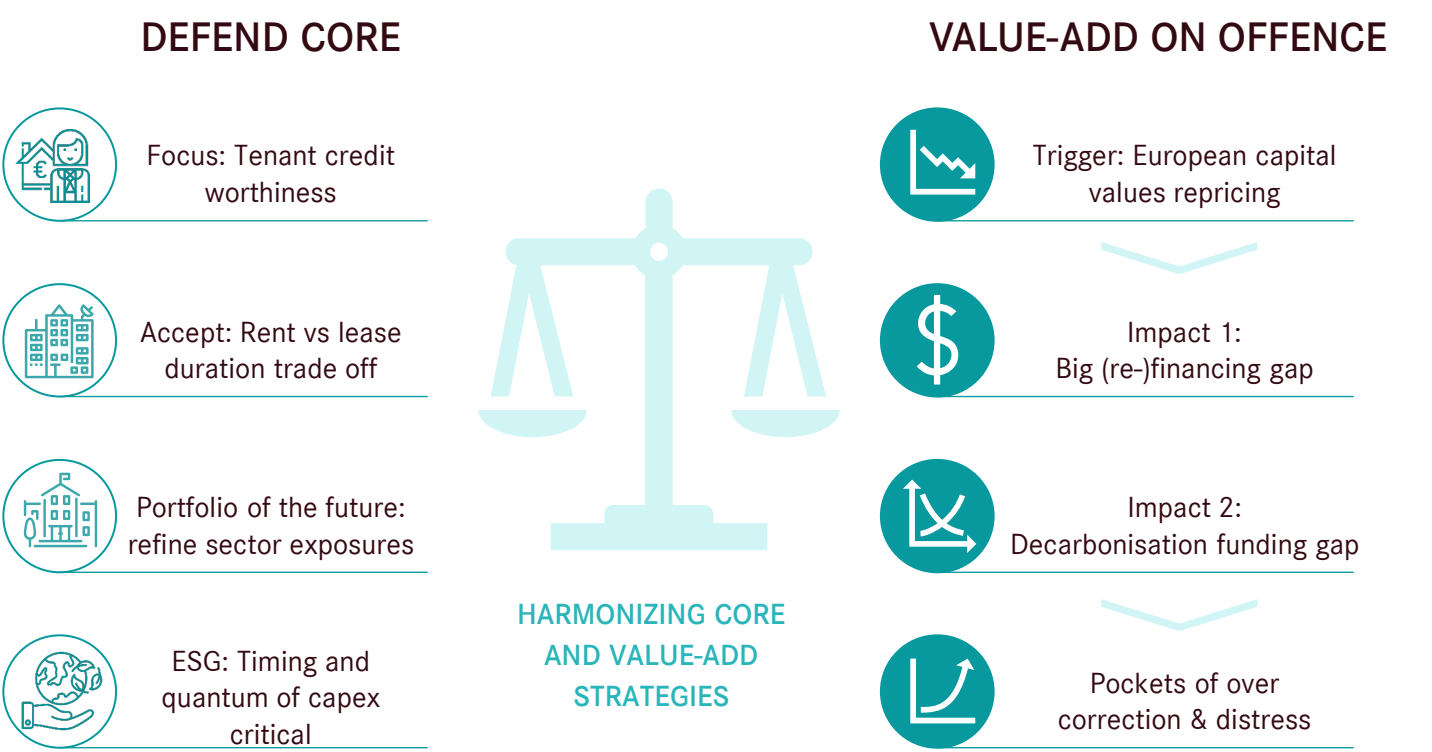 DEFEND CORE
€
Focus: Tenant credit
worthiness
Accept: Rent vs lease
duration trade off
Portfolio of the future:
refine sector exposures
ESG: Timing and
quantum of capex
critical
HARMONIZING CORE
AND VALUE-ADD
STRATEGIES
VALUE-ADD ON OFFENCE
Trigger: European capital
values repricing
$
Impact 1:
Big (re-)financing gap
Impact 2:
Decarbonisation funding gap
Pockets of over
correction & distress